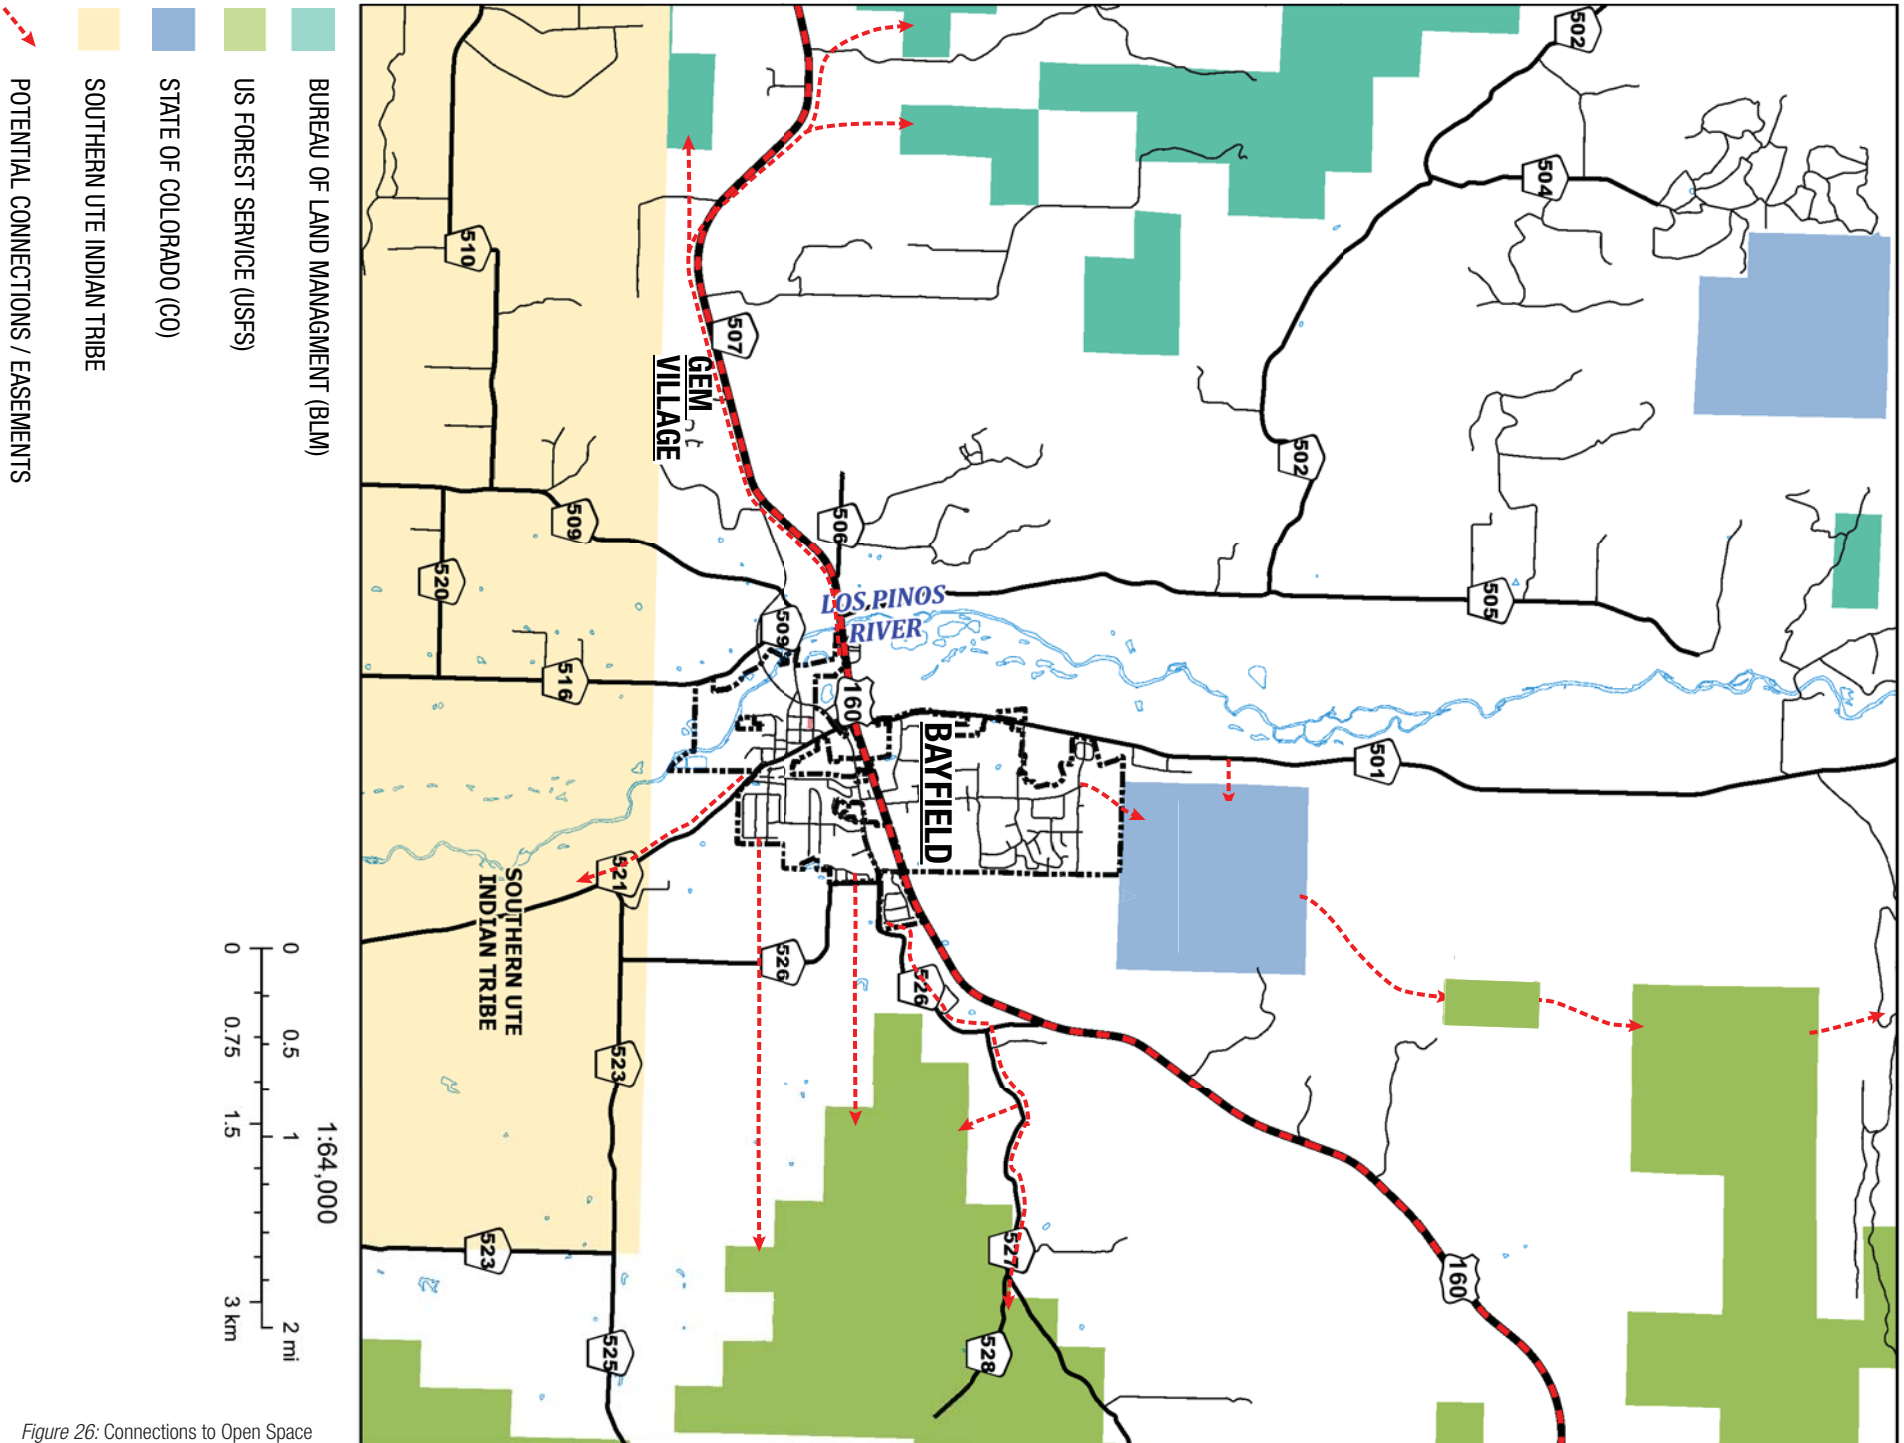 BUREAU OF LAND MANAGMENT (BLM)
US FOREST SERVICE (USFS)
STATE OF COLORADO (CO)
SOUTHERN UTE INDIAN TRIBE
POTENTIAL CONNECTIONS / EASEMENTS
502
504
510
507
GEM
VILLAGE
502
509
506
520
505
LOS PINOS
RIVER
509
516
160
BAYFIELD
501
521
SOUTHERN UTE
INDIAN TRIBE
526
526
523
523
527
160
525
528
1:64,000
0 0.5 1 2 mi
0 0.75 1.5 3 km
Figure 26: Connections to Open Space